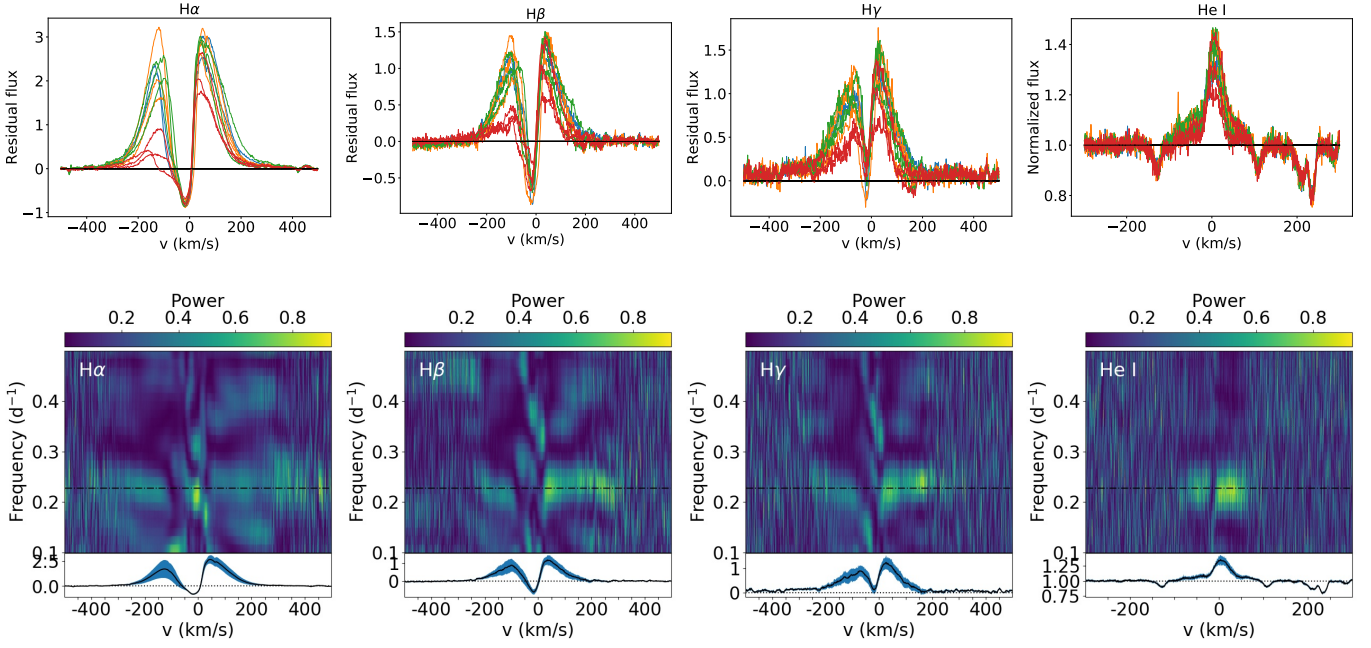 Hα
Hβ
Hγ
He I
Residual flux
3
2
1
0
−1
−400 −200 0 200 400
v (km/s)
Residual flux
1.5
1.0
0.5
0.0
−0.5
−400 −200 0 200 400
v (km/s)
Residual flux
1.5
1.0
0.5
0.0
−400 −200 0 200 400
v (km/s)
Normalized flux
1.4
1.2
1.0
0.8
−200 0 200
v (km/s)
Power
0.2 0.4 0.6 0.8
Hα
Frequency (d⁻¹)
0.4
0.3
0.2
0.1
2.5
0.0
-400 -200 0 200 400
v (km/s)
Power
0.2 0.4 0.6 0.8
Hβ
Frequency (d⁻¹)
0.4
0.3
0.2
0.1
1
0
-400 -200 0 200 400
v (km/s)
Power
0.2 0.4 0.6 0.8
Hγ
Frequency (d⁻¹)
0.4
0.3
0.2
0.1
1
0
-400 -200 0 200 400
v (km/s)
Power
0.2 0.4 0.6 0.8
He I
Frequency (d⁻¹)
0.4
0.3
0.2
0.1
1.25
1.00
0.75
-200 0 200
v (km/s)